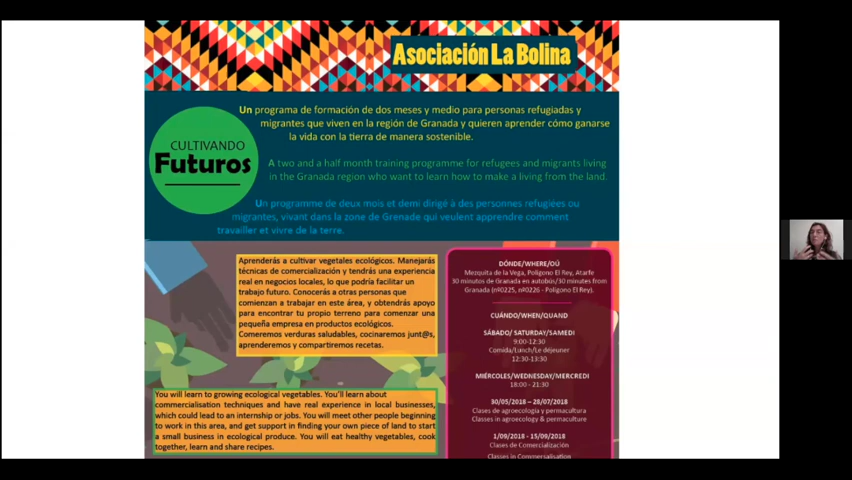 Asociación La Bolina
CULTIVANDO
Futuros
Un programa de formación de dos meses y medio para personas refugiadas y
migrantes que viven en la región de Granada y quieren aprender cómo ganarse
la vida con la tierra de manera sostenible.
A two and a half month training programme for refugees and migrants living
in the Granada region who want to learn how to make a living from the land.
Un programme de deux mois et demi dirigé à des personnes refugiées ou
migrantes, vivant dans la zone de Grenade qui veulent apprendre comment
travailler et vivre de la terre.
Aprenderás a cultivar vegetales ecológicos. Manejarás
técnicas de comercialización y tendrás una experiencia
real en negocios locales, lo que podría facilitar un
trabajo futuro. Conocerás a otras personas que
comienzan a trabajar en este área, y obtendrás apoyo
para encontrar tu propio terreno para comenzar una
pequeña empresa en productos ecológicos.
Comeremos verduras saludables, cocinaremos junt@s,
aprenderemos y compartiremos recetas.
You will learn to growing ecological vegetables. You'll learn about
commercialisation techniques and have real experience in local businesses,
which could lead to an internship or jobs. You will meet other people beginning
to work in this area, and get support in finding your own piece of land to start
a small business in ecological produce. You will eat healthy vegetables, cook
together, learn and share recipes.
DÓNDE/WHERE/OÚ
Mezquita de la Vega, Polígono El Rey, Atarfe
30 minutos de Granada en autobús/30 minutes from
Granada (nº0225, nº0226 - Polígono El Rey).
CUÁNDO/WHEN/QUAND
SÁBADO/ SATURDAY/SAMEDI
9:00-12:30
Comida/Lunch/Le déjeuner
12:30-13:30
MIÉRCOLES/WEDNESDAY/MERCREDI
18:00 - 21:30
30/05/2018 – 28/07/2018
Clases de agroecología y permacultura
Classes in agroecology & permaculture
1/09/2018 - 15/09/2018
Clases de Comercialización
Classes in Commercialisation